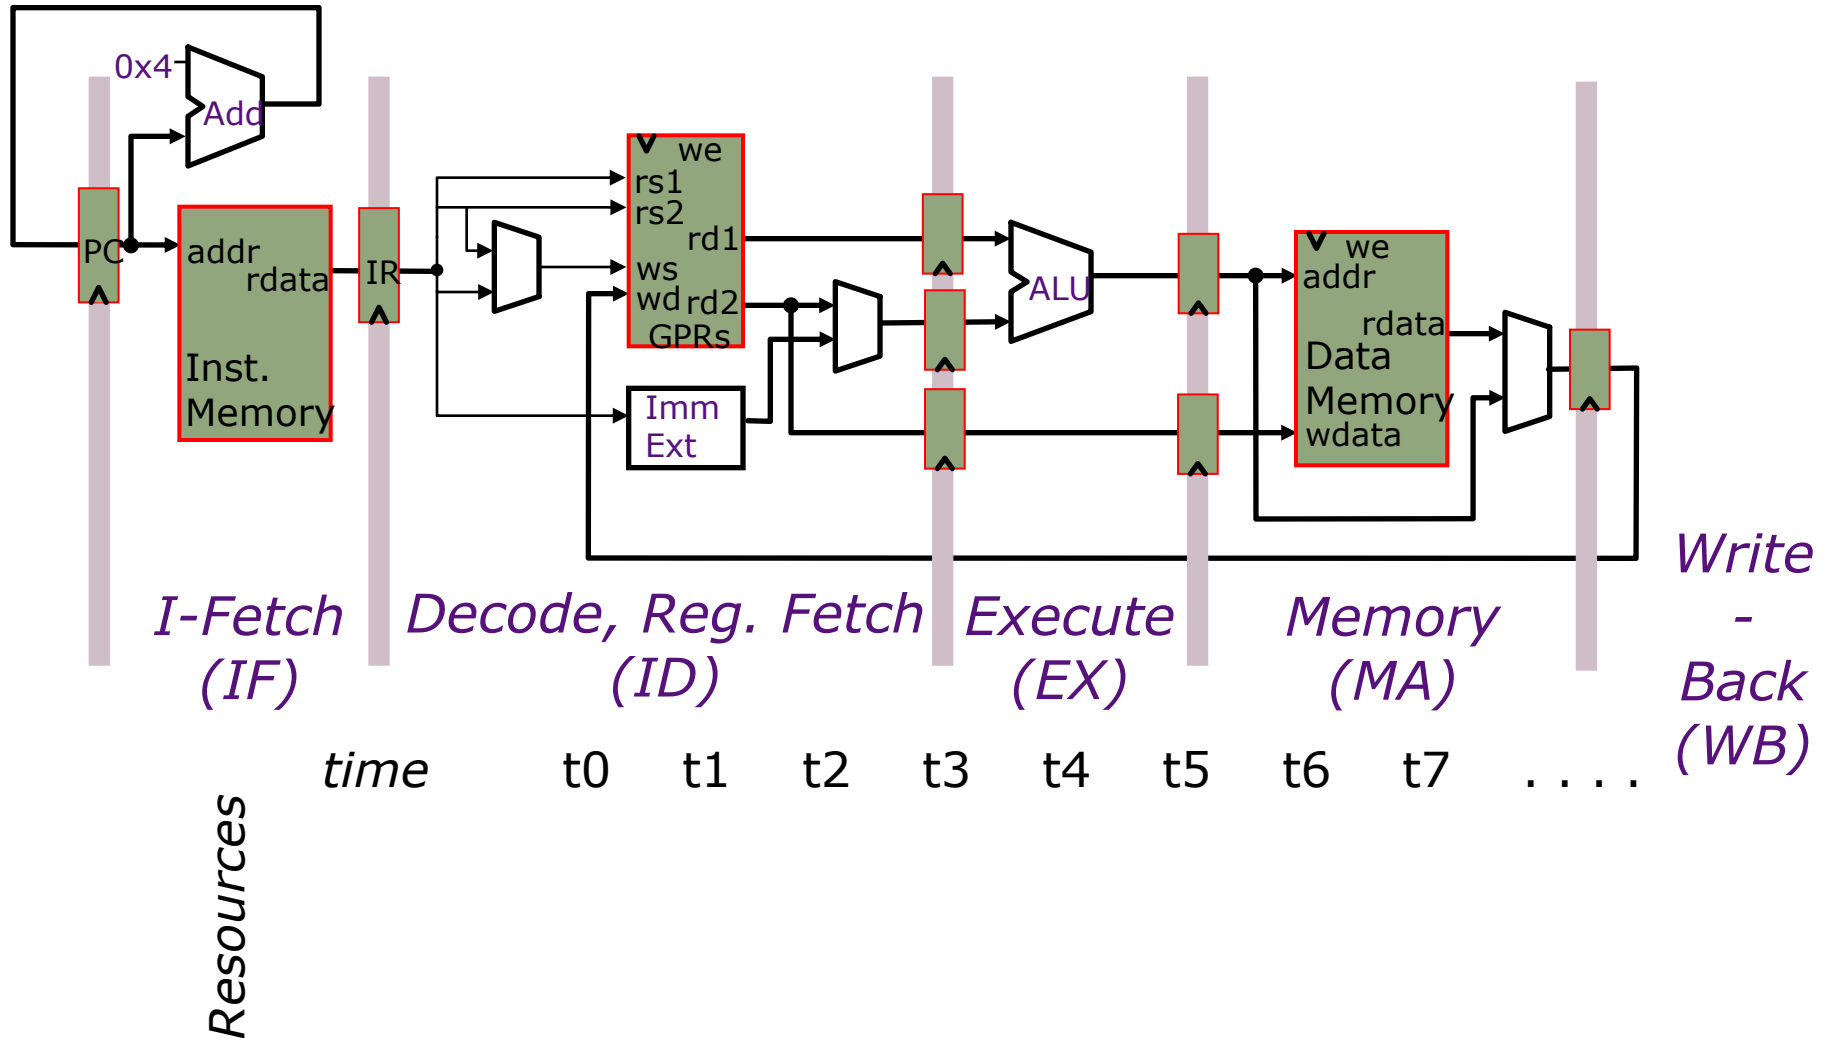 0x4
Add
PC
addr
rdata
Inst.
Memory
IR
we
rs1
rs2
rd1
ws
wd
rd2
GPRs
Imm
Ext
ALU
we
addr
rdata
Data
Memory
wdata
I-Fetch
(IF)
Decode, Reg. Fetch
(ID)
Execute
(EX)
Memory
(MA)
Write
-
Back
(WB)
time t0 t1 t2 t3 t4 t5 t6 t7 . . . .
Resources